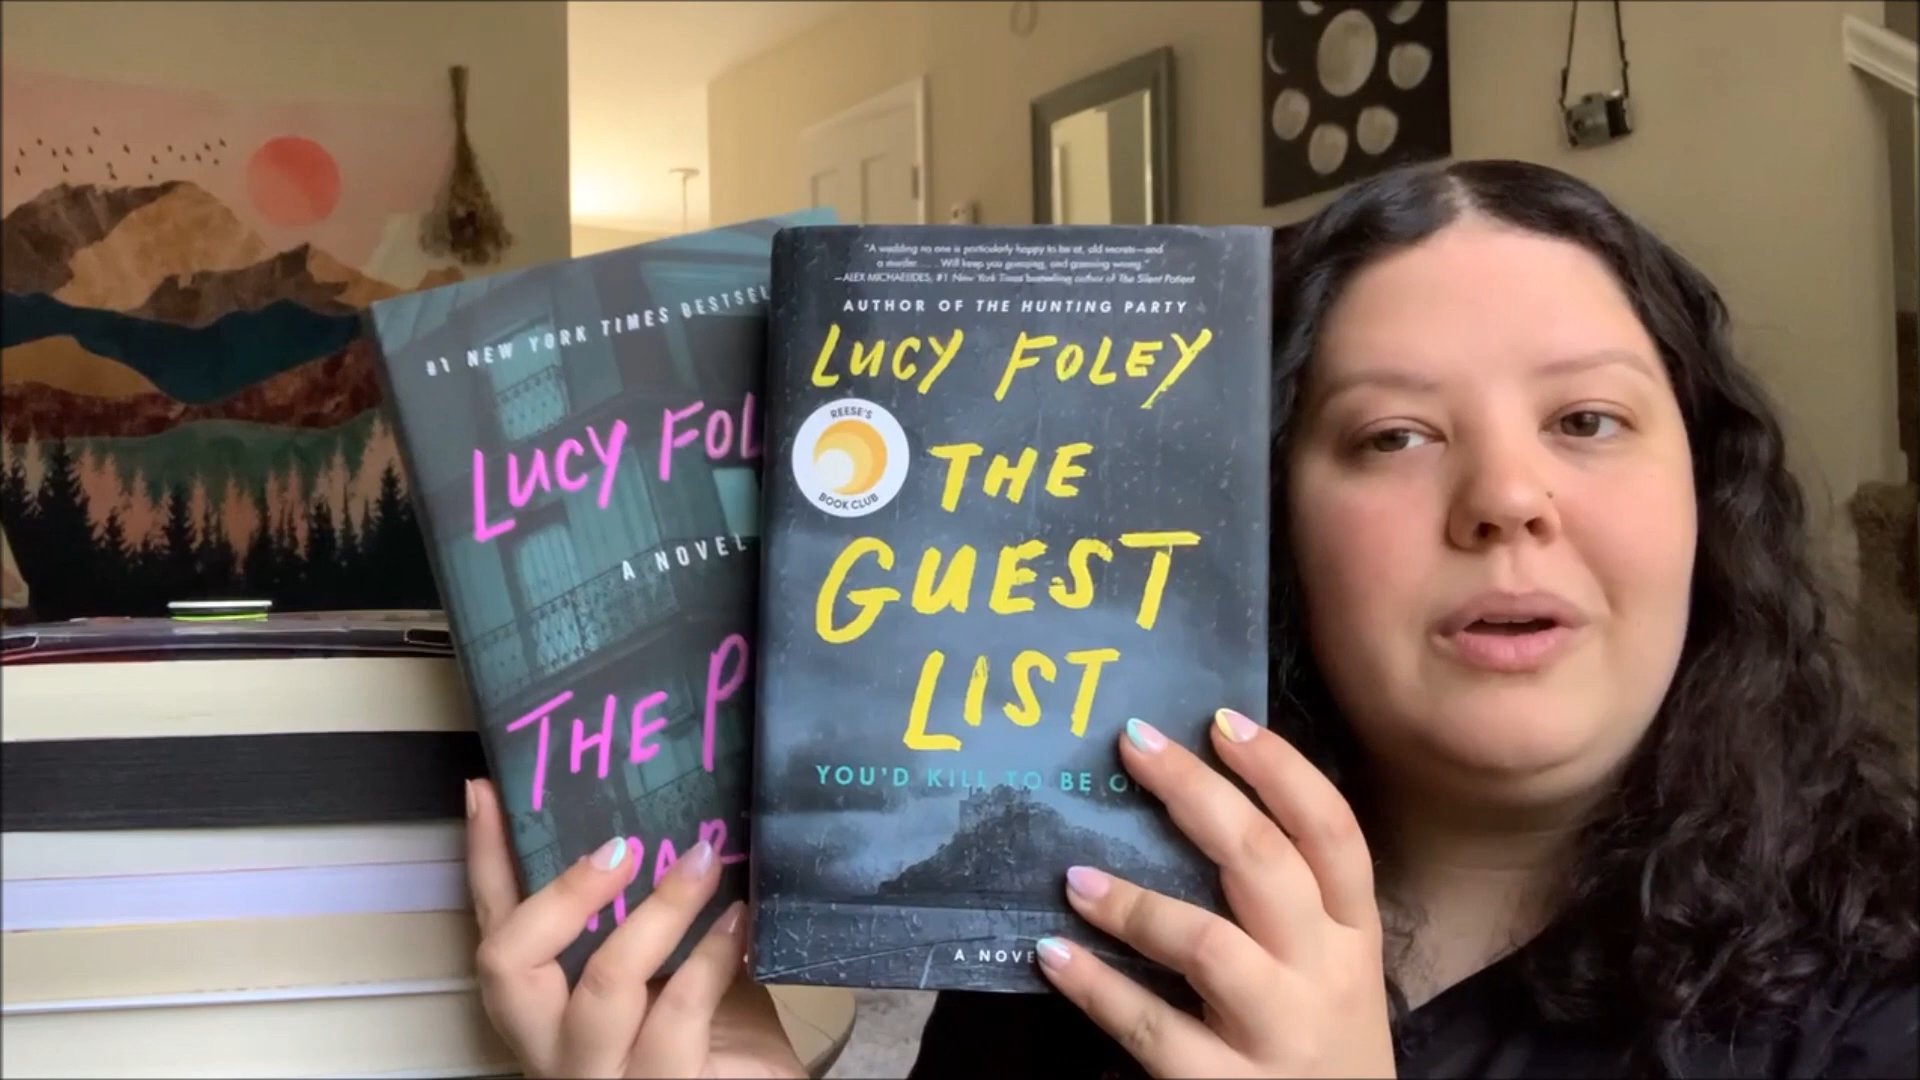 #1 NEW YORK TIMES BESTSEL
LUCY FOL
A NOVEL
THE P
PAR
"A wedding no one is particularly happy to be at, old secrets—and
a murder. . . . Will keep you guessing, and guessing wrong."
—ALEX MICHAELIDES, #1 New York Times bestselling author of The Silent Patient
AUTHOR OF THE HUNTING PARTY
LUCY FOLEY
REESE'S
BOOK CLUB
THE
GUEST
LIST
YOU'D KILL TO BE O
A NOVE